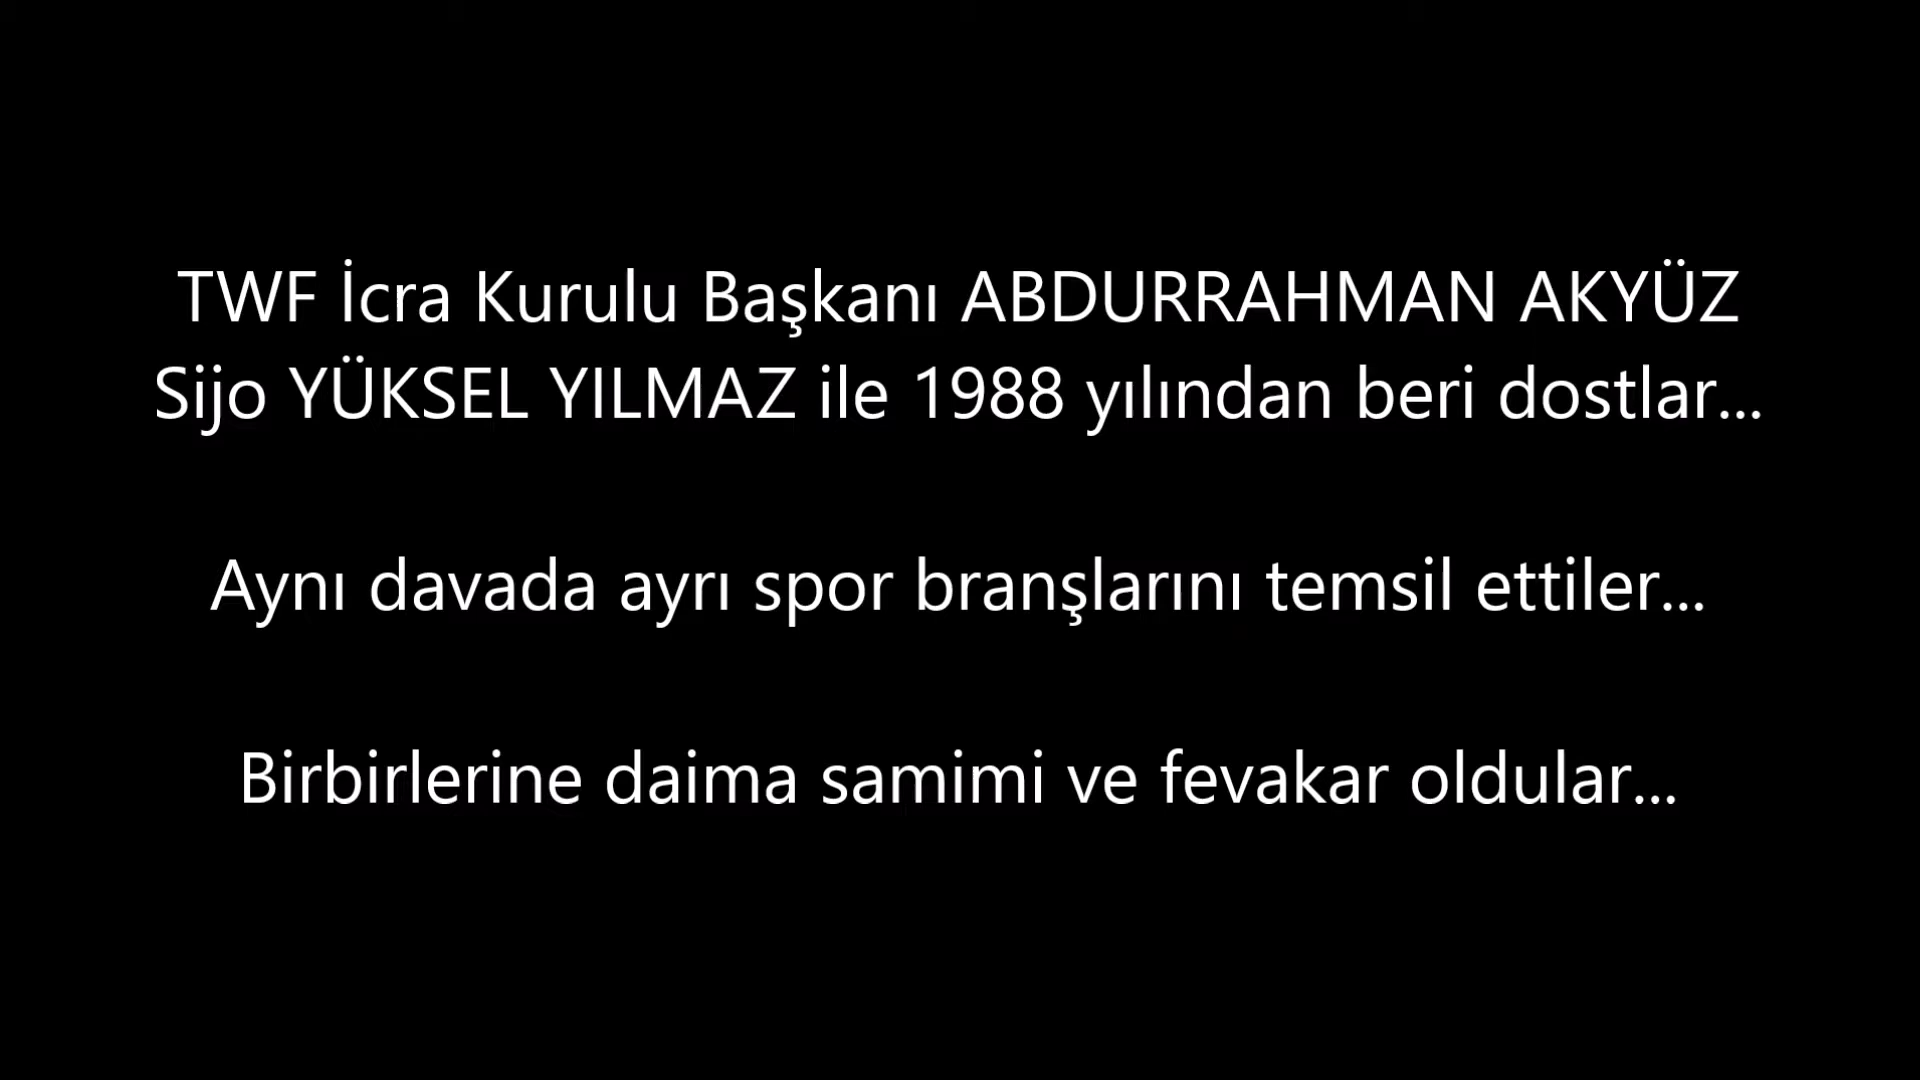 TWF İcra Kurulu Başkanı ABDURRAHMAN AKYÜZ
Sijo YÜKSEL YILMAZ ile 1988 yılından beri dostlar...
Aynı davada ayrı spor branşlarını temsil ettiler...
Birbirlerine daima samimi ve fevakar oldular...